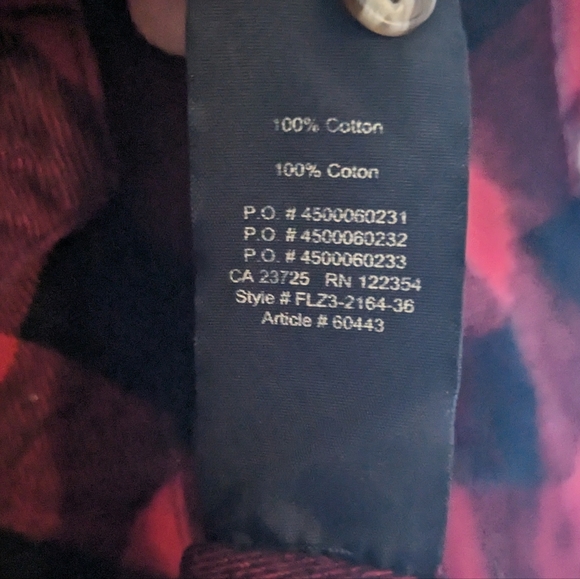 100% Cotton
100% Coton
P.O. # 4500060231
P.O. # 4500060232
P.O. # 4500060233
CA 23725 RN 122354
Style # FLZ3-2164-36
Article # 60443